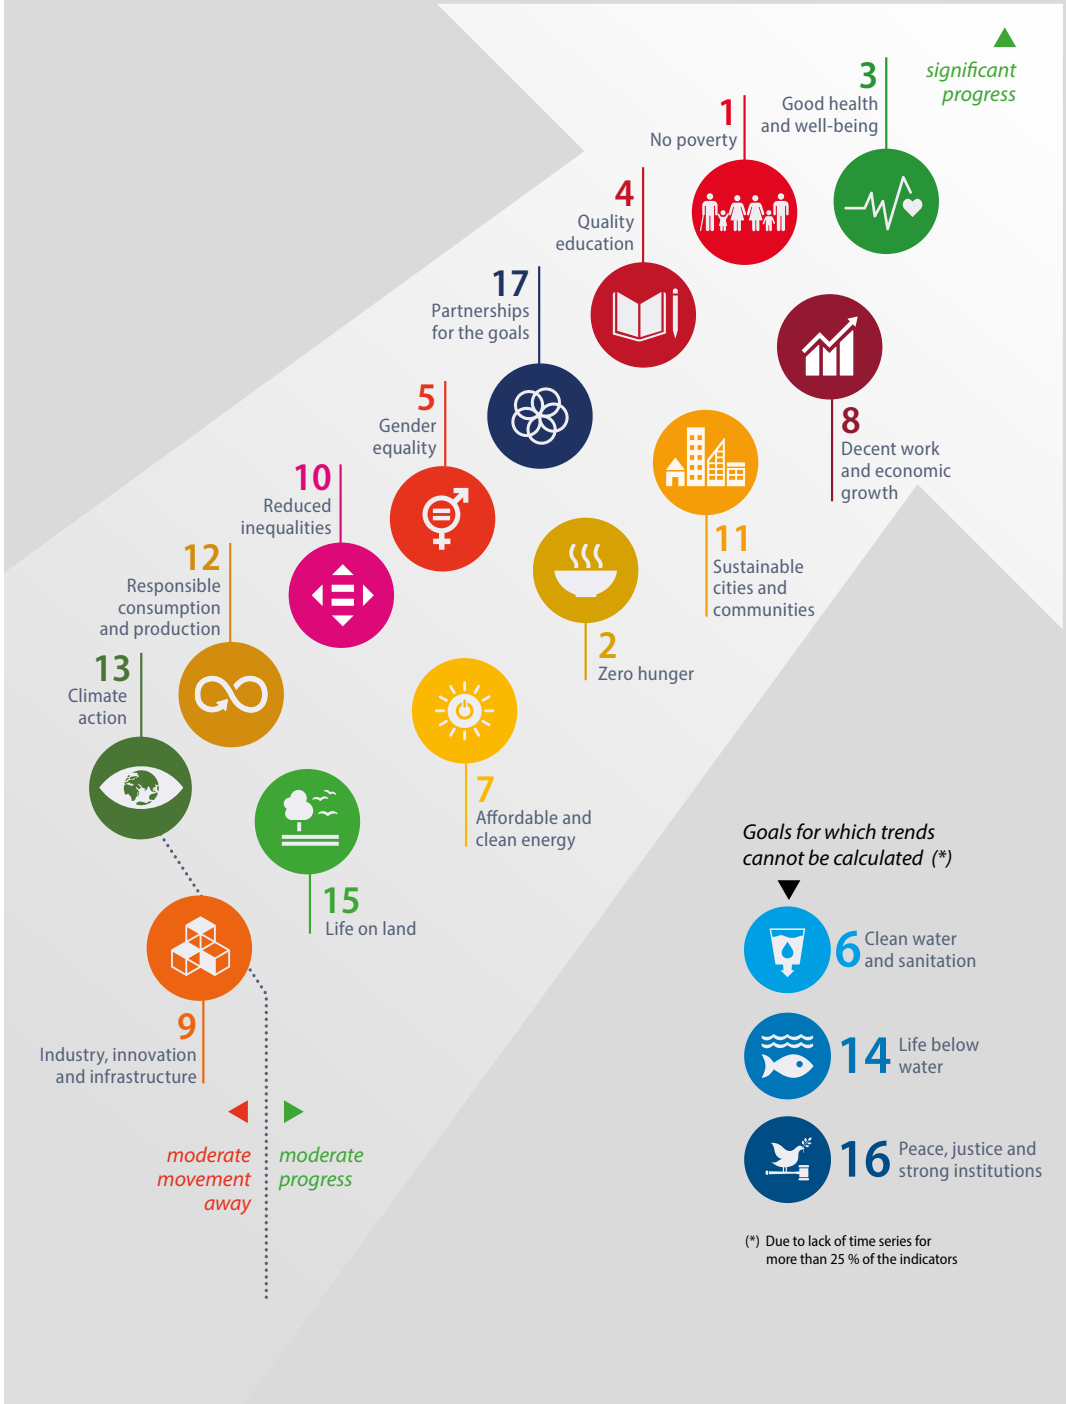 significant
progress
3
Good health
and well-being
1
No poverty
4
Quality
education
17
Partnerships
for the goals
8
Decent work
and economic
growth
5
Gender
equality
11
Sustainable
cities and
communities
10
Reduced
inequalities
2
Zero hunger
12
Responsible
consumption
and production
13
Climate
action
7
Affordable and
clean energy
15
Life on land
9
Industry, innovation
and infrastructure
moderate
movement
away
moderate
progress
Goals for which trends
cannot be calculated (*)
6
Clean water
and sanitation
14
Life below
water
16
Peace, justice and
strong institutions
(*) Due to lack of time series for
more than 25 % of the indicators